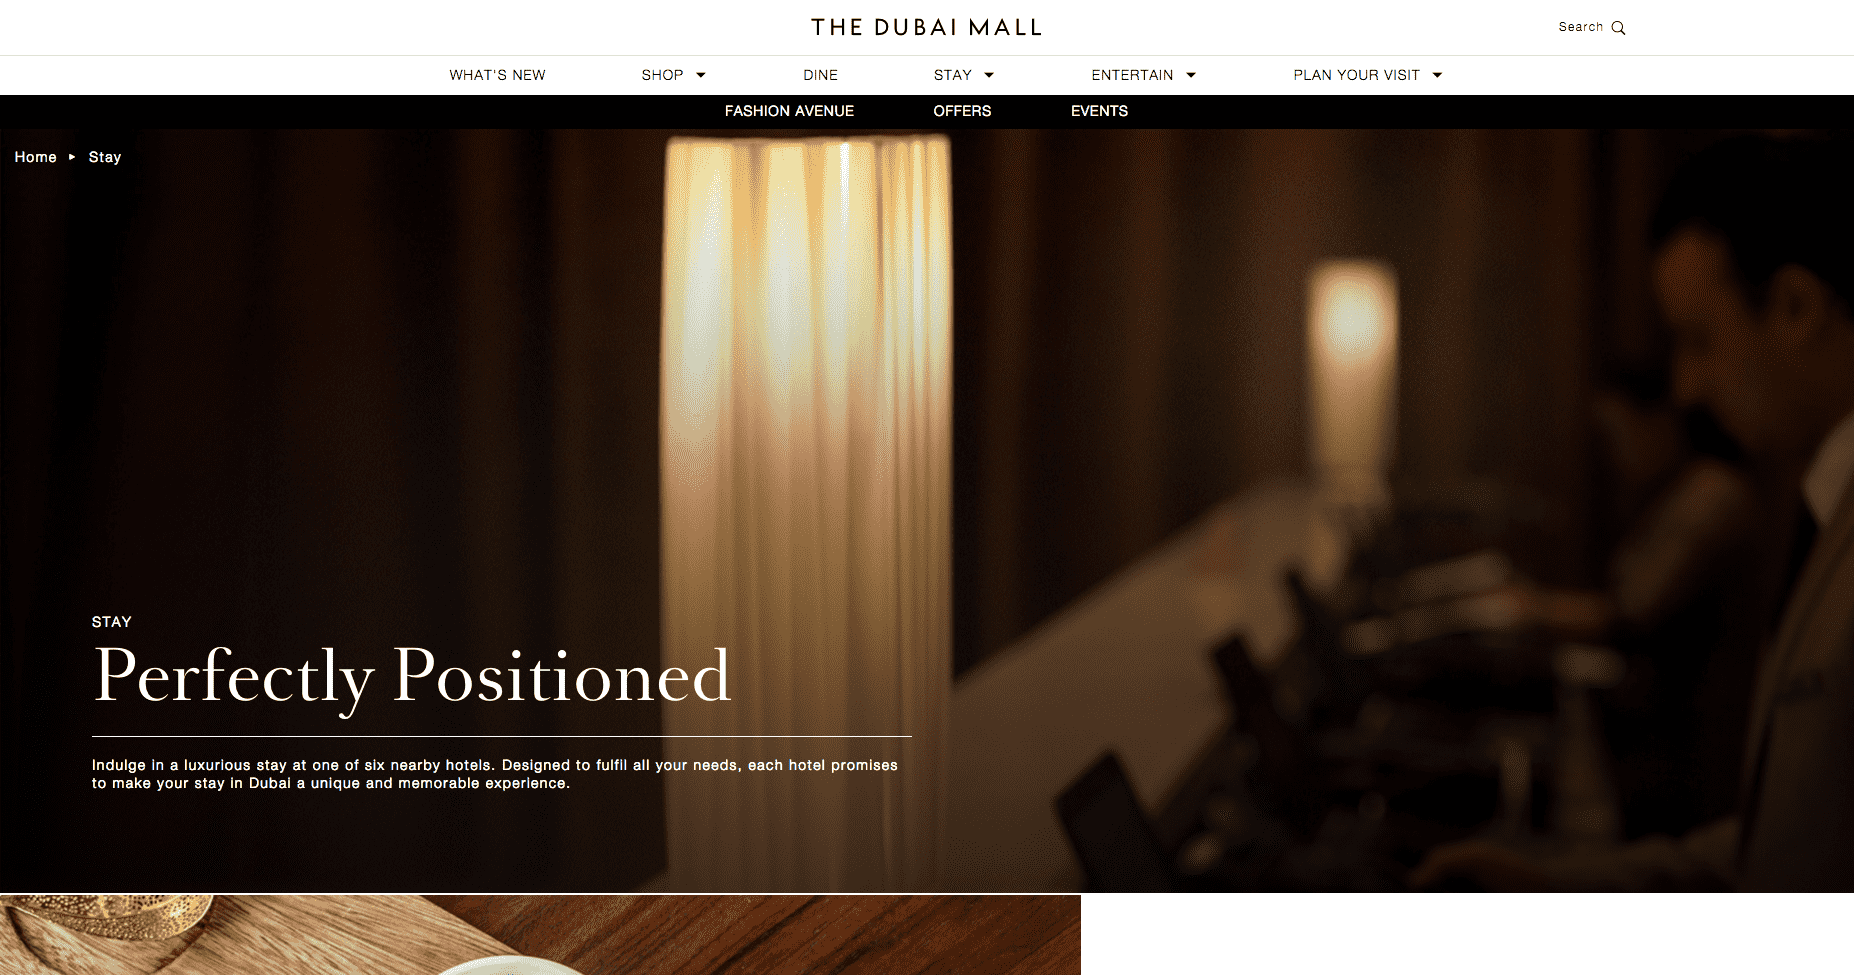 THE DUBAI MALL
Search
WHAT'S NEW
SHOP
DINE
STAY
ENTERTAIN
PLAN YOUR VISIT
FASHION AVENUE
OFFERS
EVENTS
Home
Stay
STAY
Perfectly Positioned
Indulge in a luxurious stay at one of six nearby hotels. Designed to fulfil all your needs, each hotel promises
to make your stay in Dubai a unique and memorable experience.